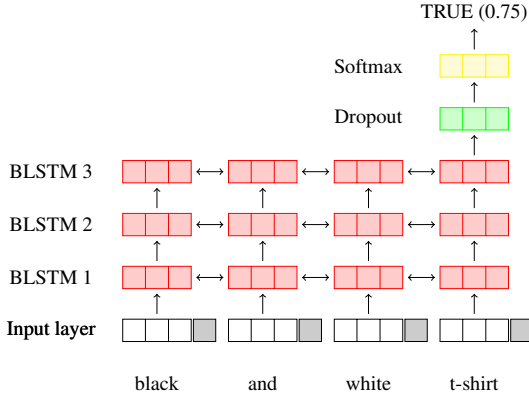 TRUE (0.75)
Softmax
Dropout
BLSTM 3
BLSTM 2
BLSTM 1
Input layer
black and white t-shirt